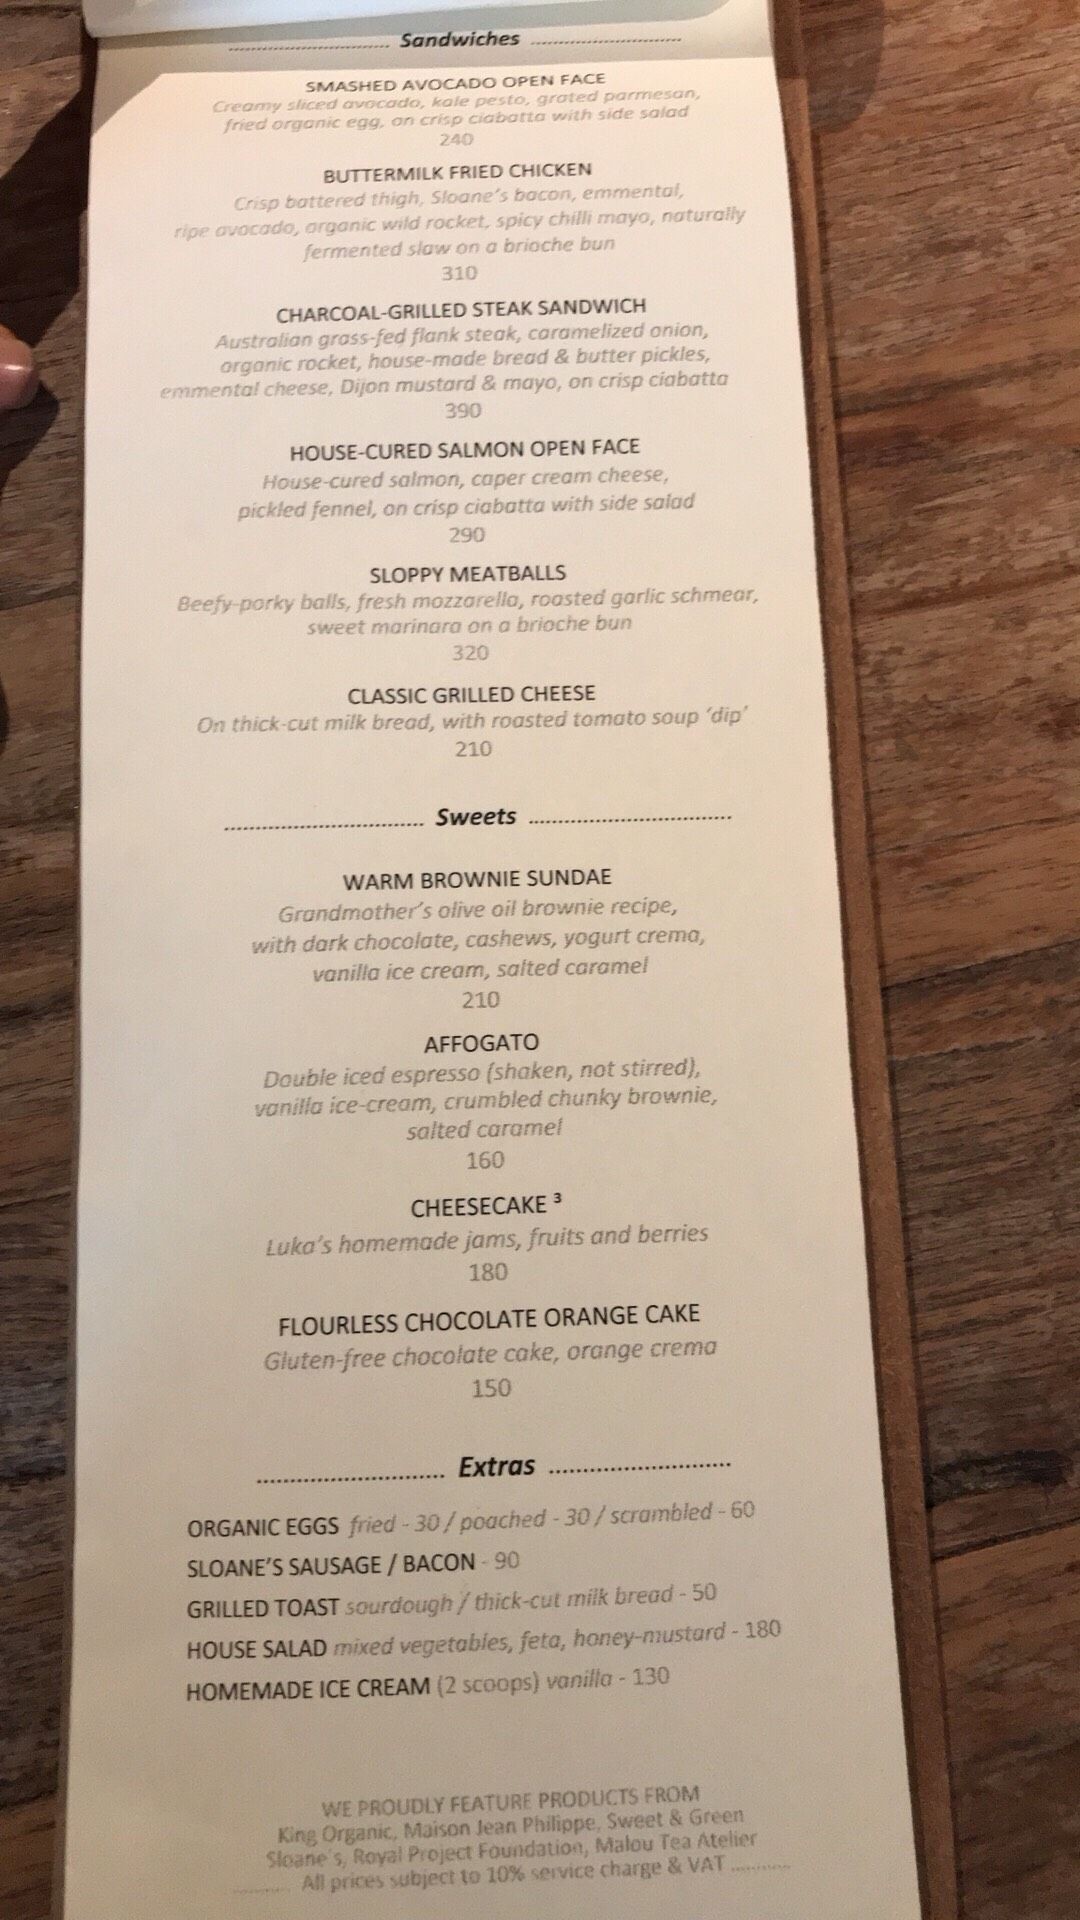 ........................ Sandwiches ........................
SMASHED AVOCADO OPEN FACE
Creamy sliced avocado, kale pesto, grated parmesan,
fried organic egg, on crisp ciabatta with side salad
240
BUTTERMILK FRIED CHICKEN
Crisp battered thigh, Sloane's bacon, emmental,
ripe avocado, organic wild rocket, spicy chilli mayo, naturally
fermented slaw on a brioche bun
310
CHARCOAL-GRILLED STEAK SANDWICH
Australian grass-fed flank steak, caramelized onion,
organic rocket, house-made bread & butter pickles,
emmental cheese, Dijon mustard & mayo, on crisp ciabatta
390
HOUSE-CURED SALMON OPEN FACE
House-cured salmon, caper cream cheese,
pickled fennel, on crisp ciabatta with side salad
290
SLOPPY MEATBALLS
Beefy-porky balls, fresh mozzarella, roasted garlic schmear,
sweet marinara on a brioche bun
320
CLASSIC GRILLED CHEESE
On thick-cut milk bread, with roasted tomato soup 'dip'
210
........................ Sweets ........................
WARM BROWNIE SUNDAE
Grandmother's olive oil brownie recipe,
with dark chocolate, cashews, yogurt crema,
vanilla ice cream, salted caramel
210
AFFOGATO
Double iced espresso (shaken, not stirred),
vanilla ice-cream, crumbled chunky brownie,
salted caramel
160
CHEESECAKE ³
Luka's homemade jams, fruits and berries
180
FLOURLESS CHOCOLATE ORANGE CAKE
Gluten-free chocolate cake, orange crema
150
........................ Extras ........................
ORGANIC EGGS fried - 30 / poached - 30 / scrambled - 60
SLOANE'S SAUSAGE / BACON - 90
GRILLED TOAST sourdough / thick-cut milk bread - 50
HOUSE SALAD mixed vegetables, feta, honey-mustard - 180
HOMEMADE ICE CREAM (2 scoops) vanilla - 130
WE PROUDLY FEATURE PRODUCTS FROM
King Organic, Maison Jean Philippe, Sweet & Green
Sloane's, Royal Project Foundation, Malou Tea Atelier
........... All prices subject to 10% service charge & VAT ...........